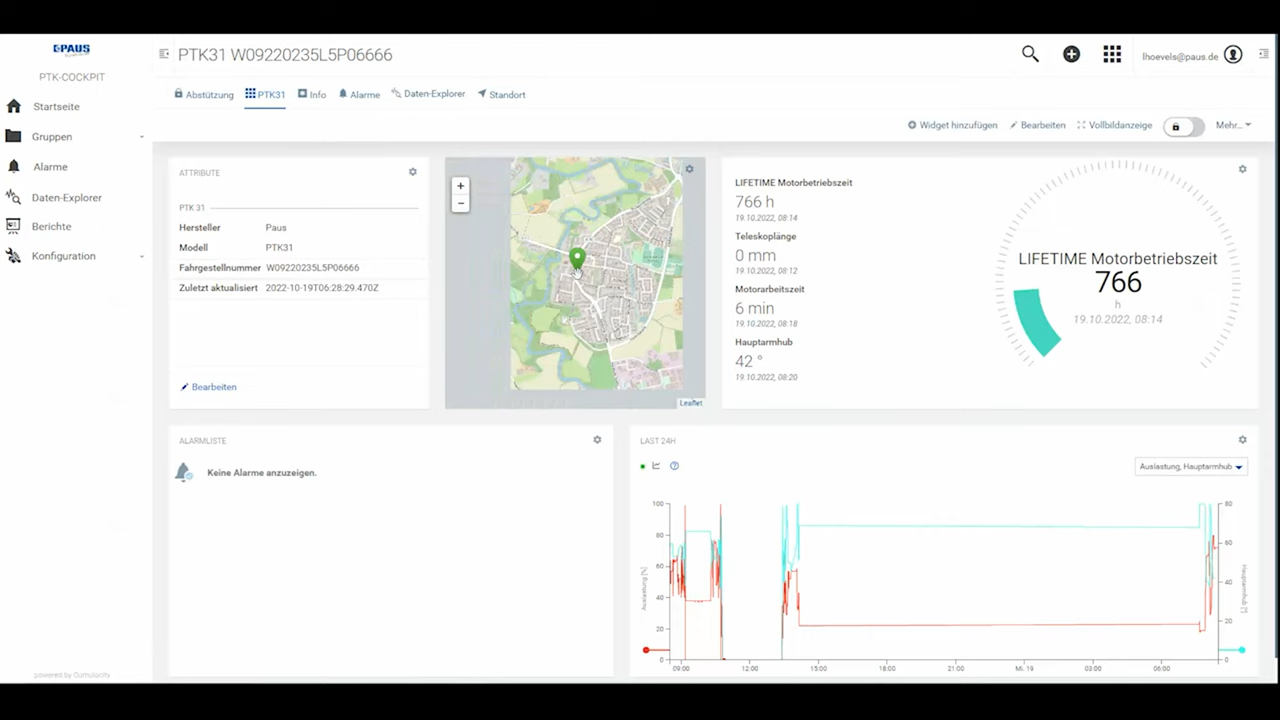 PAUS
PTK-COCKPIT
Startseite
Gruppen
Alarme
Daten-Explorer
Berichte
Konfiguration
powered by Cumulocity
PTK31 W09220235L5P06666
lhoevels@paus.de
Abstützung PTK31 Info Alarme Daten-Explorer Standort
Widget hinzufügen Bearbeiten Vollbildanzeige Mehr...
ATTRIBUTE
PTK 31
Hersteller Paus
Modell PTK31
Fahrgestellnummer W09220235L5P06666
Zuletzt aktualisiert 2022-10-19T06:28:29.470Z
Bearbeiten
+
−
Leaflet
LIFETIME Motorbetriebszeit
766 h
19.10.2022, 08:14
Teleskoplänge
0 mm
19.10.2022, 08:12
Motorarbeitszeit
6 min
19.10.2022, 08:18
Hauptarmhub
42 °
19.10.2022, 08:20
LIFETIME Motorbetriebszeit
766
h
19.10.2022, 08:14
ALARMLISTE
Keine Alarme anzuzeigen.
LAST 24H
Auslastung, Hauptarmhub
100
80
60
40
20
0
Auslastung [%]
80
60
40
20
0
Hauptarmhub [°]
09:00 12:00 15:00 18:00 21:00 Mi. 19 03:00 06:00